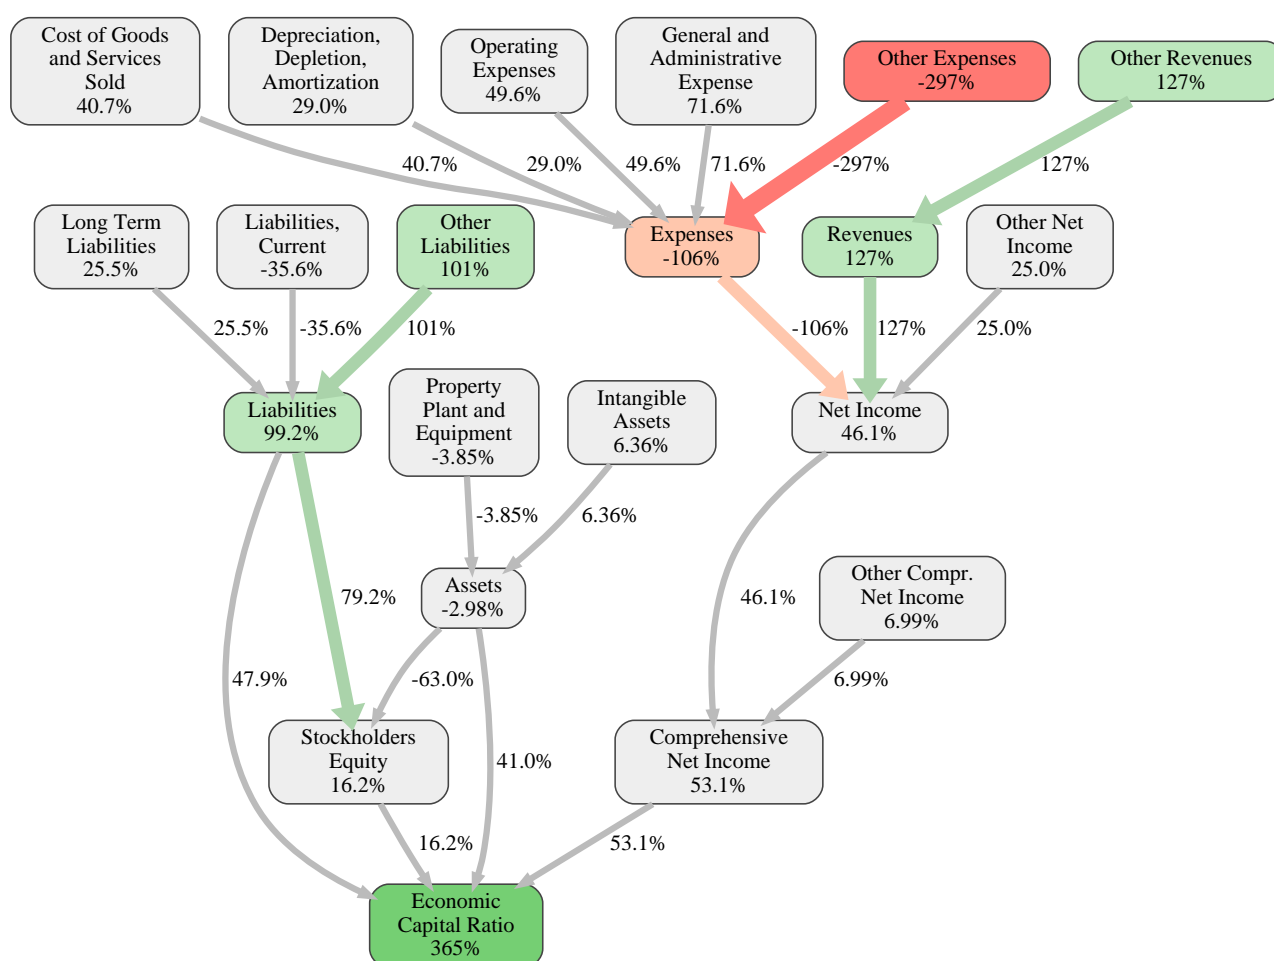 Cost of Goods
and Services
Sold
40.7%
Depreciation,
Depletion,
Amortization
29.0%
Operating
Expenses
49.6%
General and
Administrative
Expense
71.6%
Other Expenses
-297%
Other Revenues
127%
40.7%
29.0%
49.6%
71.6%
-297%
127%
Long Term
Liabilities
25.5%
Liabilities,
Current
-35.6%
Other
Liabilities
101%
Expenses
-106%
Revenues
127%
Other Net
Income
25.0%
25.5%
-35.6%
101%
-106%
127%
25.0%
Liabilities
99.2%
Property
Plant and
Equipment
-3.85%
Intangible
Assets
6.36%
Net Income
46.1%
-3.85%
6.36%
Assets
-2.98%
79.2%
46.1%
Other Compr.
Net Income
6.99%
47.9%
-63.0%
6.99%
Stockholders
Equity
16.2%
41.0%
Comprehensive
Net Income
53.1%
16.2%
53.1%
Economic
Capital Ratio
365%